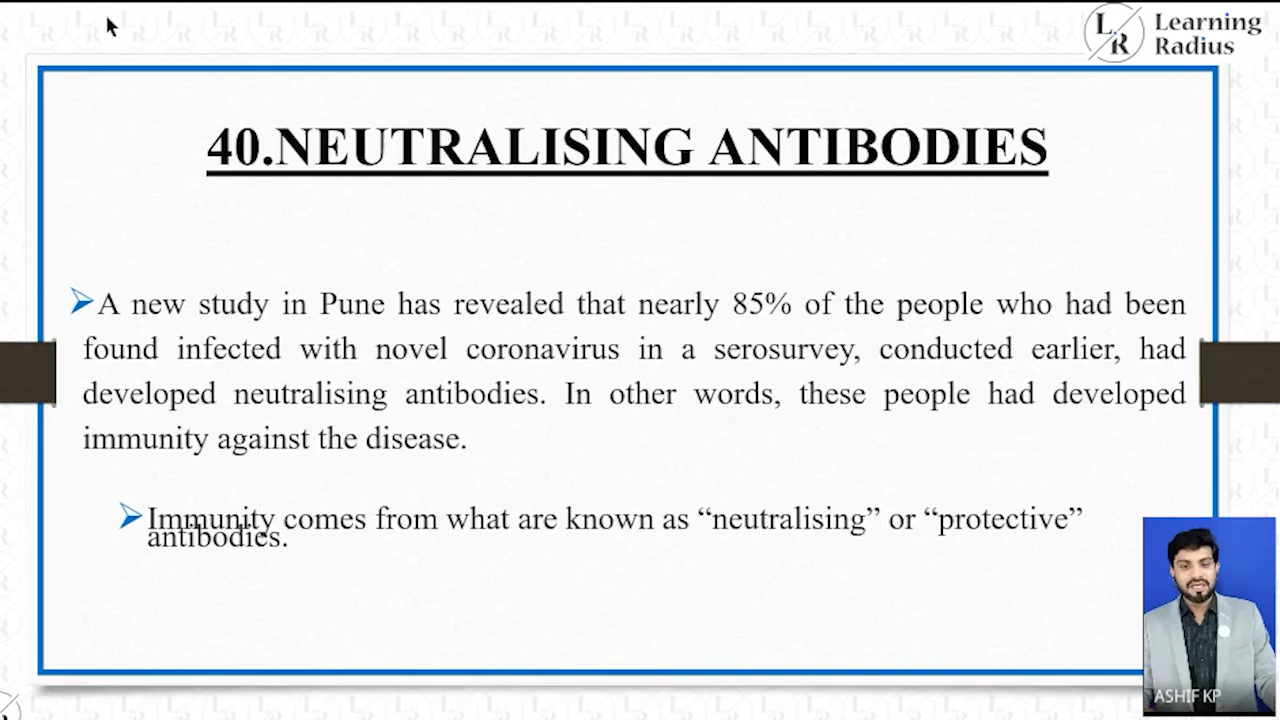 Learning
Radius
40.NEUTRALISING ANTIBODIES
A new study in Pune has revealed that nearly 85% of the people who had been
found infected with novel coronavirus in a serosurvey, conducted earlier, had
developed neutralising antibodies. In other words, these people had developed
immunity against the disease.
Immunity comes from what are known as “neutralising” or “protective”
antibodies.
ASHIF KP